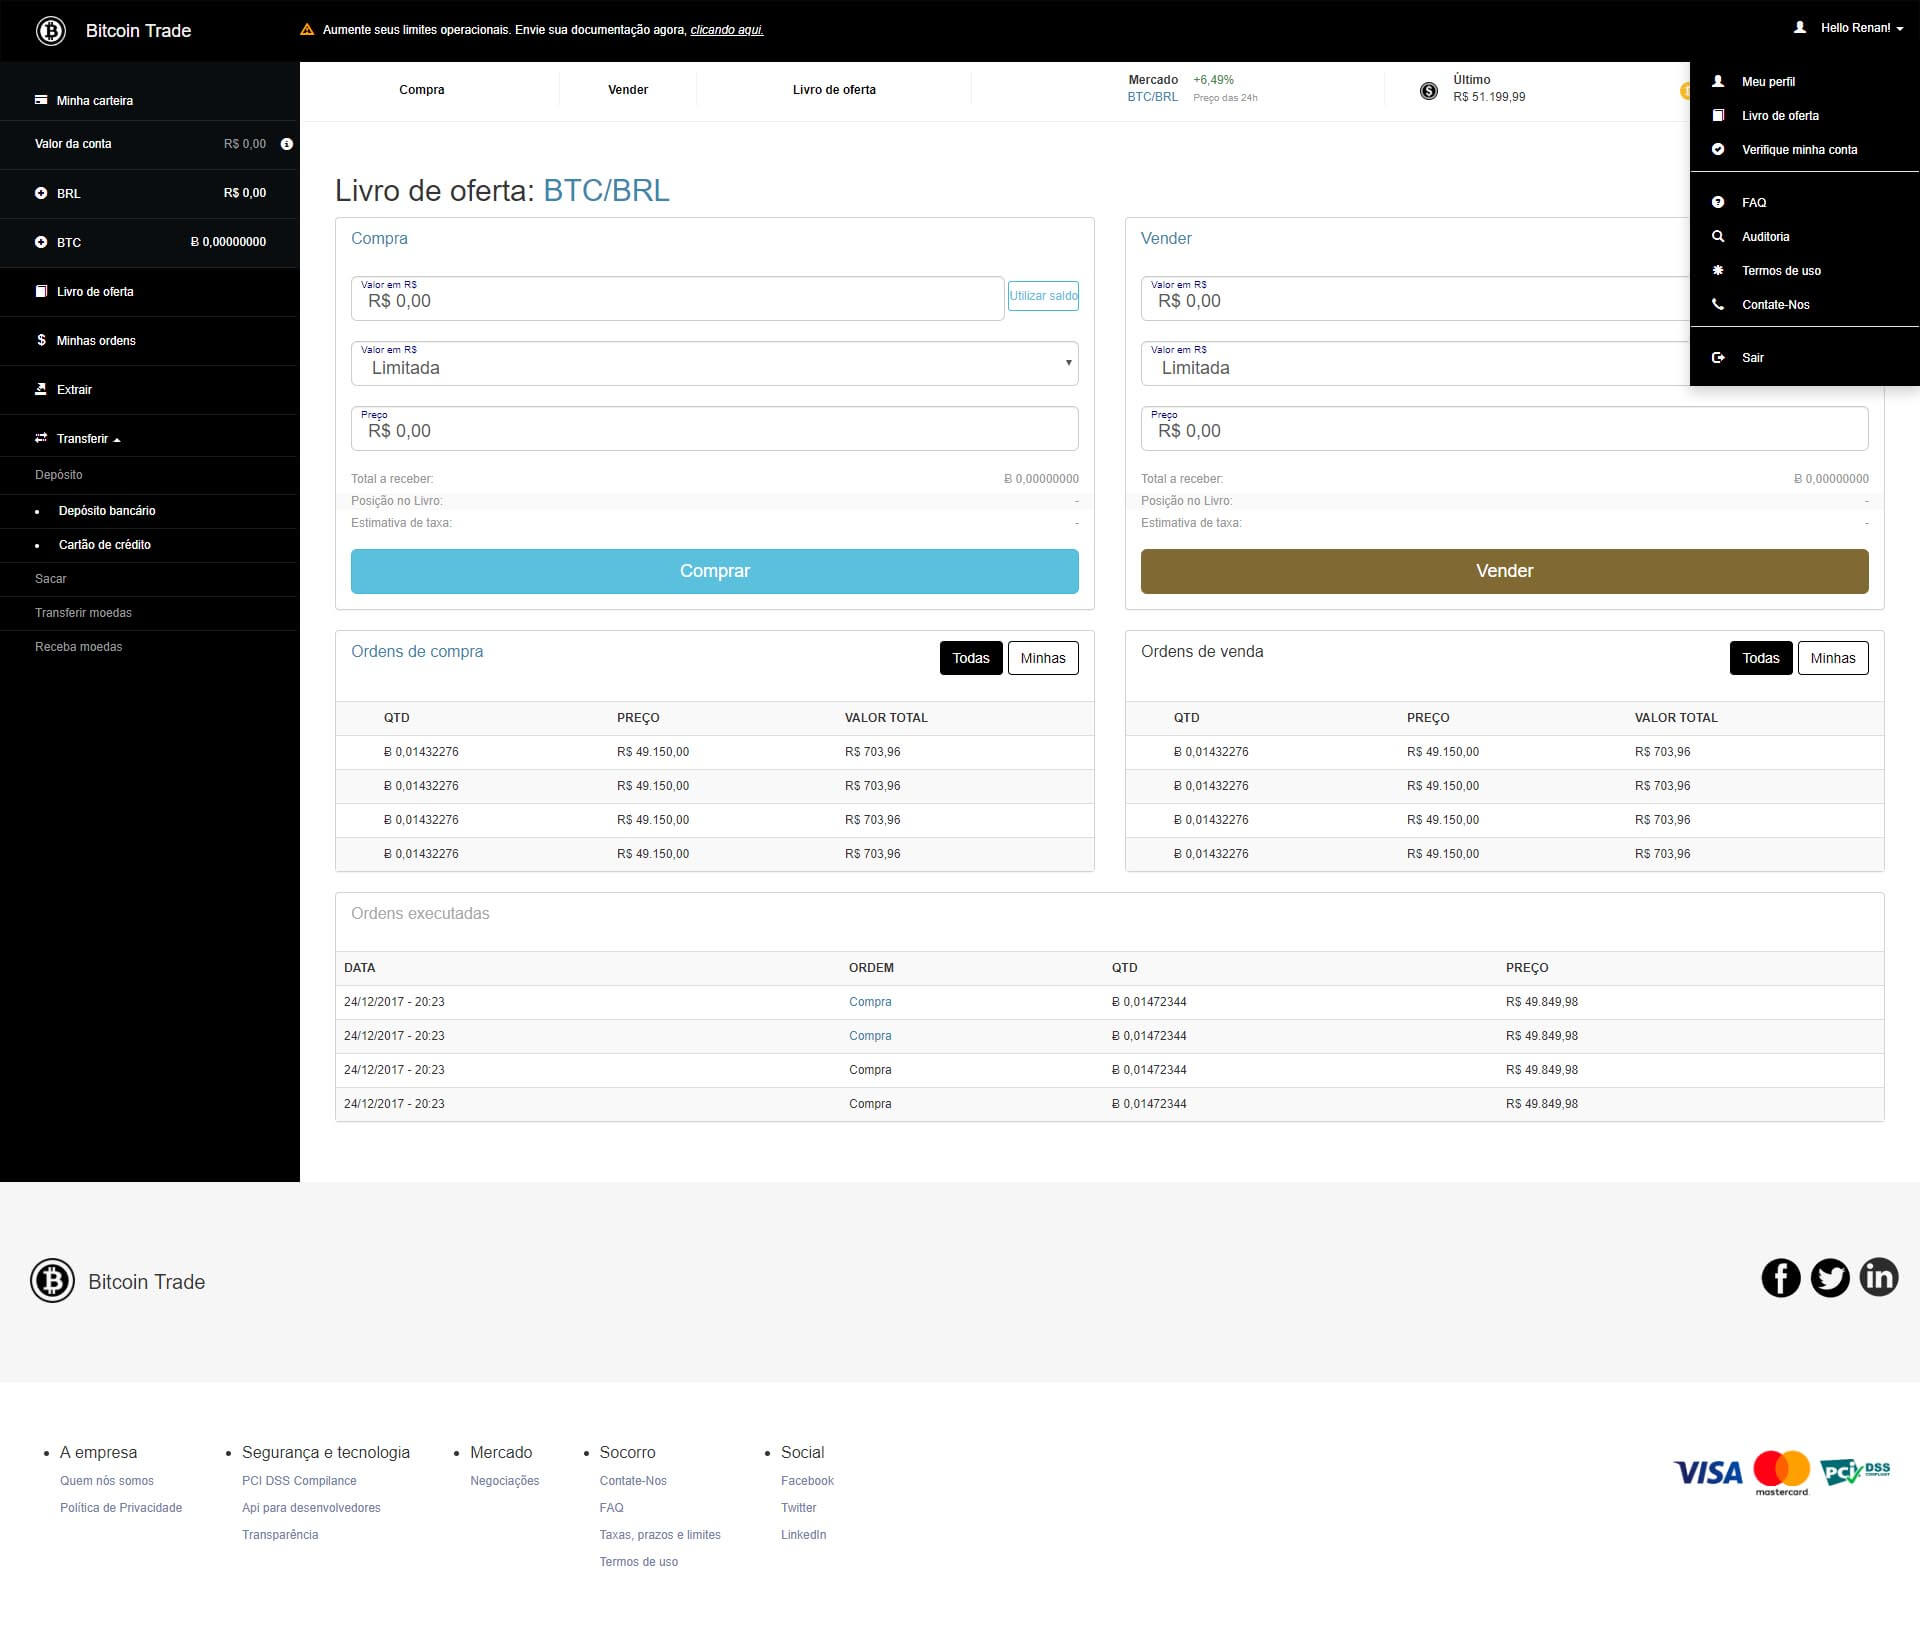 Bitcoin Trade
Aumente seus limites operacionais. Envie sua documentação agora, clicando aqui.
Hello Renan!
Minha carteira
Valor da conta R$ 0,00
BRL R$ 0,00
BTC Ƀ 0,00000000
Livro de oferta
Minhas ordens
Extrair
Transferir
Depósito
Depósito bancário
Cartão de crédito
Sacar
Transferir moedas
Receba moedas
Compra
Vender
Livro de oferta
Mercado +6,49%
BTC/BRL Preço das 24h
Último
R$ 51.199,99
Meu perfil
Livro de oferta
Verifique minha conta
FAQ
Auditoria
Termos de uso
Contate-Nos
Sair
Livro de oferta: BTC/BRL
Compra
Valor em R$
R$ 0,00
Utilizar saldo
Valor em R$
Limitada
Preço
R$ 0,00
Total a receber: Ƀ 0,00000000
Posição no Livro: -
Estimativa de taxa: -
Comprar
Vender
Valor em R$
R$ 0,00
Valor em R$
Limitada
Preço
R$ 0,00
Total a receber: Ƀ 0,00000000
Posição no Livro: -
Estimativa de taxa: -
Vender
Ordens de compra
Todas Minhas
QTD PREÇO VALOR TOTAL
Ƀ 0,01432276 R$ 49.150,00 R$ 703,96
Ƀ 0,01432276 R$ 49.150,00 R$ 703,96
Ƀ 0,01432276 R$ 49.150,00 R$ 703,96
Ƀ 0,01432276 R$ 49.150,00 R$ 703,96
Ordens de venda
Todas Minhas
QTD PREÇO VALOR TOTAL
Ƀ 0,01432276 R$ 49.150,00 R$ 703,96
Ƀ 0,01432276 R$ 49.150,00 R$ 703,96
Ƀ 0,01432276 R$ 49.150,00 R$ 703,96
Ƀ 0,01432276 R$ 49.150,00 R$ 703,96
Ordens executadas
DATA ORDEM QTD PREÇO
24/12/2017 - 20:23 Compra Ƀ 0,01472344 R$ 49.849,98
24/12/2017 - 20:23 Compra Ƀ 0,01472344 R$ 49.849,98
24/12/2017 - 20:23 Compra Ƀ 0,01472344 R$ 49.849,98
24/12/2017 - 20:23 Compra Ƀ 0,01472344 R$ 49.849,98
Bitcoin Trade
A empresa
Quem nós somos
Política de Privacidade
Segurança e tecnologia
PCI DSS Compilance
Api para desenvolvedores
Transparência
Mercado
Negociações
Socorro
Contate-Nos
FAQ
Taxas, prazos e limites
Termos de uso
Social
Facebook
Twitter
LinkedIn
VISA
mastercard.
PCI DSS
COMPLIANT